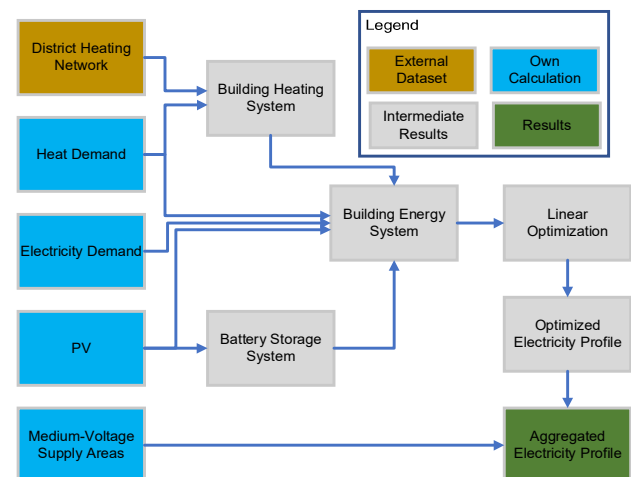 District Heating
Network
Heat Demand
Electricity Demand
PV
Medium-Voltage
Supply Areas
Building Heating
System
Battery Storage
System
Building Energy
System
Linear
Optimization
Optimized
Electricity Profile
Aggregated
Electricity Profile
Legend
External
Dataset
Own
Calculation
Intermediate
Results
Results